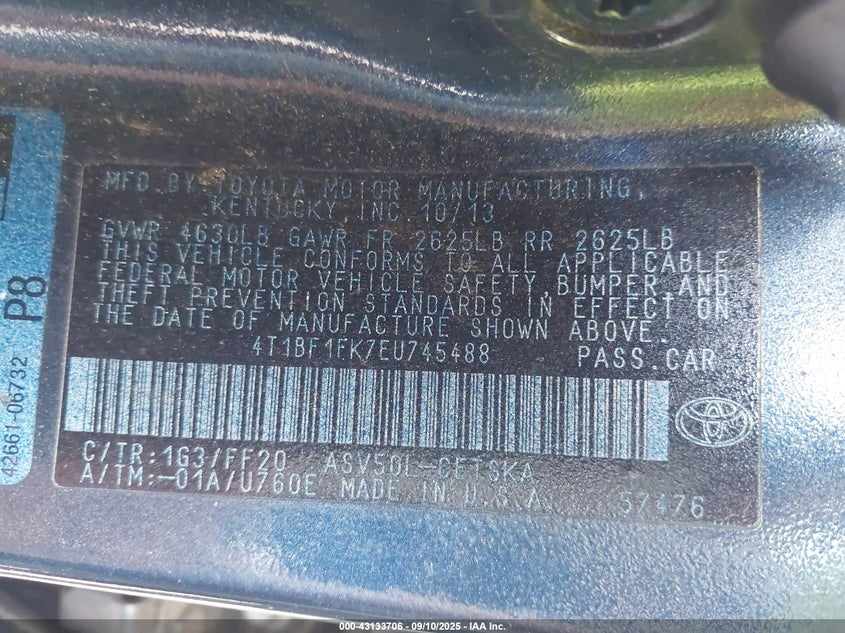 MFD BY TOYOTA MOTOR MANUFACTURING,
KENTUCKY, INC 10/13
GVWR 4630LB GAWR FR 2625LB RR 2625LB
THIS VEHICLE CONFORMS TO ALL APPLICABLE
FEDERAL MOTOR VEHICLE SAFETY, BUMPER, AND
THEFT PREVENTION STANDARDS IN EFFECT ON
THE DATE OF MANUFACTURE SHOWN ABOVE.
4T1BF1FK7EU745488 PASS.CAR
C/TR:1G3/FF20 ASV50L-CETSKA
A/TM:-01A/U760E MADE IN U.S.A 57476
42661-06732 P8
000-43133706 - 09/10/2025 - IAA Inc.